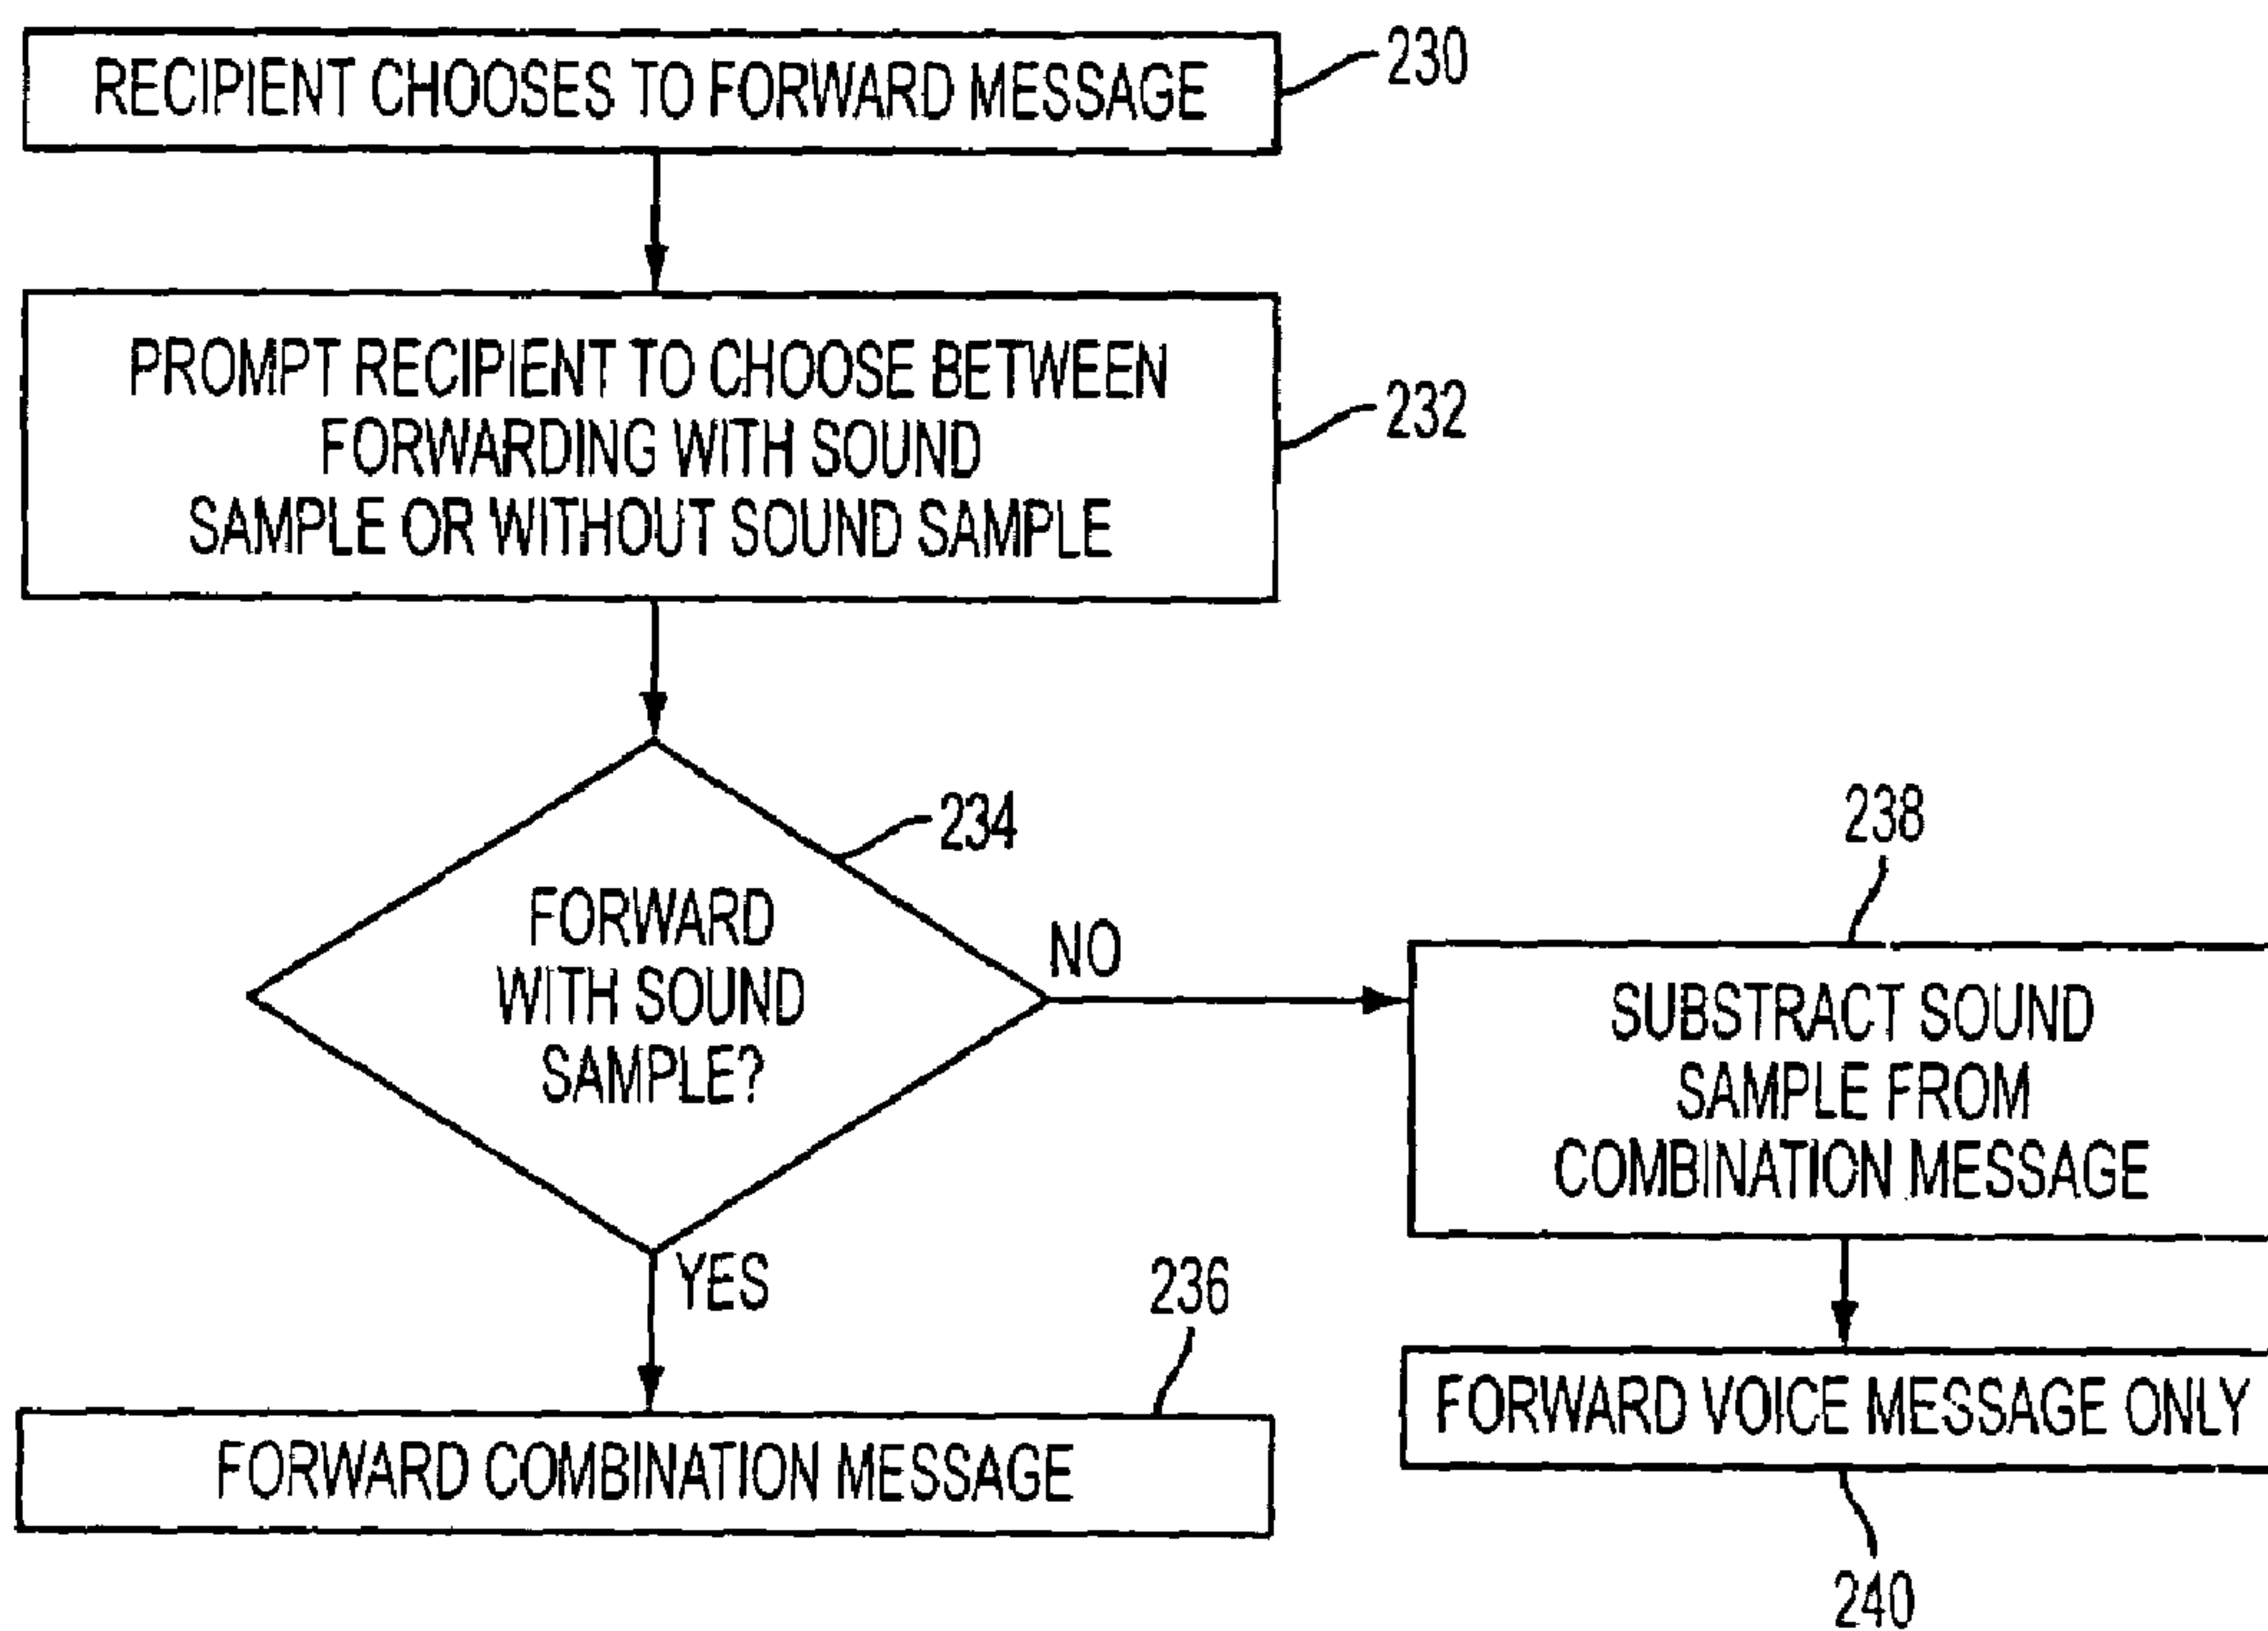 RECIPIENT CHOOSES TO FORWARD MESSAGE
230
PROMPT RECIPIENT TO CHOOSE BETWEEN
FORWARDING WITH SOUND
SAMPLE OR WITHOUT SOUND SAMPLE
232
234
FORWARD
WITH SOUND
SAMPLE?
NO
YES
238
SUBSTRACT SOUND
SAMPLE FROM
COMBINATION MESSAGE
236
FORWARD COMBINATION MESSAGE
FORWARD VOICE MESSAGE ONLY
240